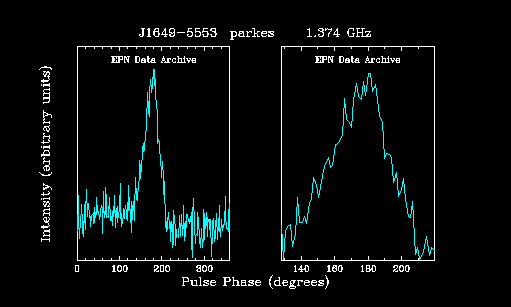 J1649-5553 parkes 1.374 GHz
EPN Data Archive
EPN Data Archive
Intensity (arbitrary units)
0 100 200 300
140 160 180 200
Pulse Phase (degrees)